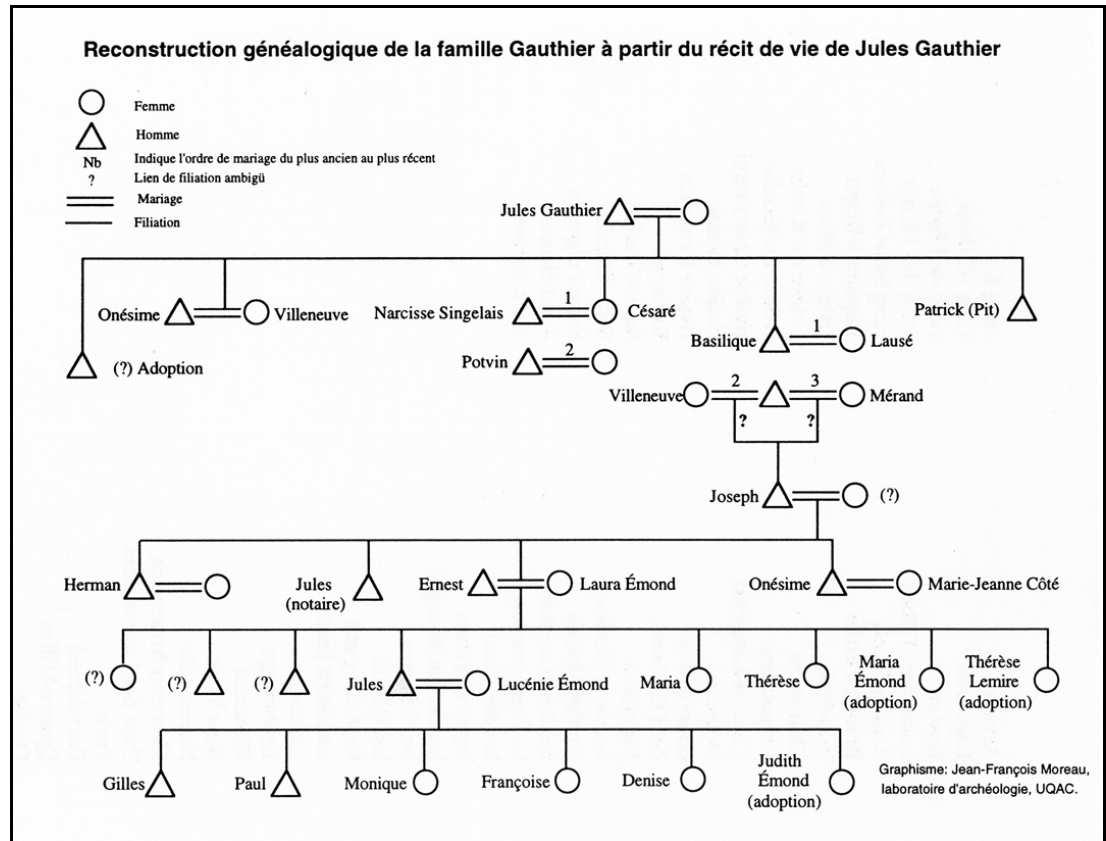 Reconstruction généalogique de la famille Gauthier à partir du récit de vie de Jules Gauthier
Femme
Homme
Nb Indique l'ordre de mariage du plus ancien au plus récent
? Lien de filiation ambigü
Mariage
Filiation
Jules Gauthier
Onésime Villeneuve
Narcisse Singelais 1 Césaré
Patrick (Pit)
Basilique 1 Lausé
(?) Adoption
Potvin 2
Villeneuve 2 3 Mérand
? ?
Joseph (?)
Herman
Jules
(notaire)
Ernest Laura Émond
Onésime Marie-Jeanne Côté
(?)
(?)
(?)
Jules Lucénie Émond
Maria
Thérèse
Maria
Émond
(adoption)
Thérèse
Lemire
(adoption)
Gilles
Paul
Monique
Françoise
Denise
Judith
Émond
(adoption)
Graphisme: Jean-François Moreau,
laboratoire d'archéologie, UQAC.